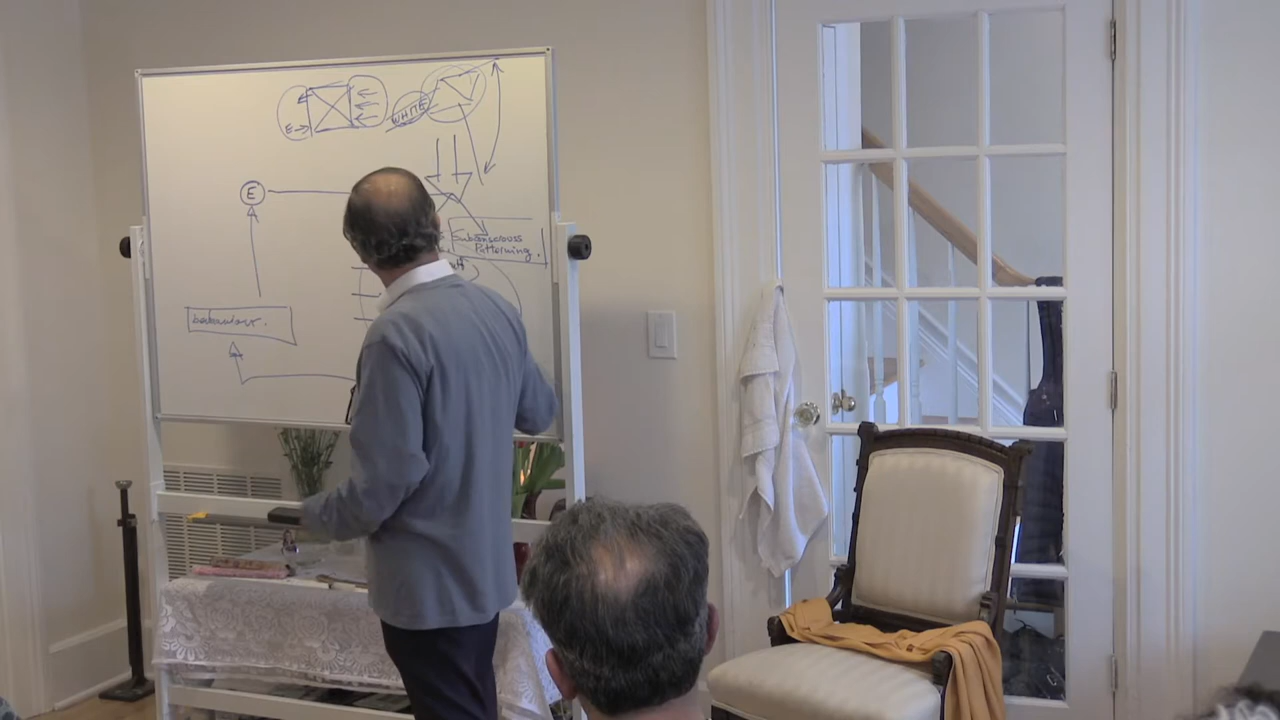 E
WHITE
E
Subconscious
Patterning.
behaviour.